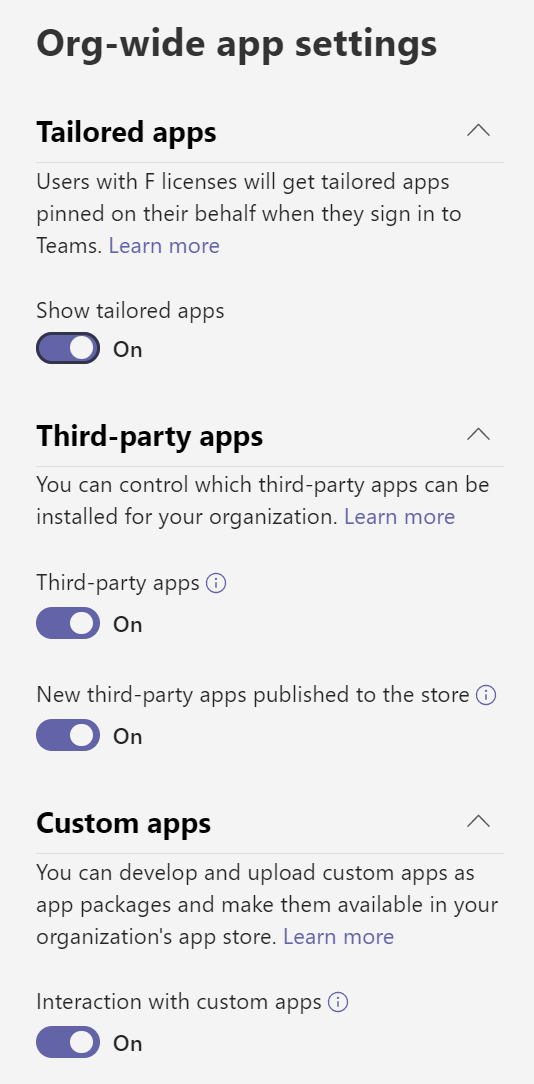 Org-wide app settings
Tailored apps
Users with F licenses will get tailored apps
pinned on their behalf when they sign in to
Teams. Learn more
Show tailored apps
On
Third-party apps
You can control which third-party apps can be
installed for your organization. Learn more
Third-party apps
On
New third-party apps published to the store
On
Custom apps
You can develop and upload custom apps as
app packages and make them available in your
organization's app store. Learn more
Interaction with custom apps
On